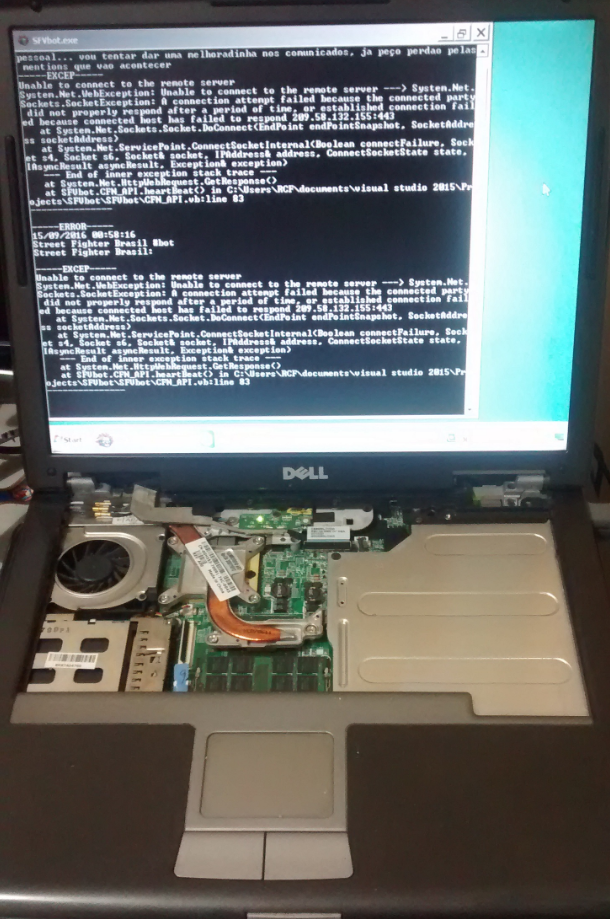 SFVbot.exe
pessoal... vou tentar dar uma melhoradinha nos comunicados, ja peço perdao pelas
mentions que vao acontecer
-----EXCEP-----
Unable to connect to the remote server
System.Net.WebException: Unable to connect to the remote server ---> System.Net.
Sockets.SocketException: A connection attempt failed because the connected party
did not properly respond after a period of time, or established connection fail
ed because connected host has failed to respond 209.58.132.155:443
at System.Net.Sockets.Socket.DoConnect(EndPoint endPointSnapshot, SocketAddre
ss socketAddress)
at System.Net.ServicePoint.ConnectSocketInternal(Boolean connectFailure, Sock
et s4, Socket s6, Socket& socket, IPAddress& address, ConnectSocketState state,
IAsyncResult asyncResult, Exception& exception)
--- End of inner exception stack trace ---
at System.Net.HttpWebRequest.GetResponse()
at SFVbot.CFN_API.heartBeat() in C:\Users\RCF\documents\visual studio 2015\Pr
ojects\SFVbot\SFVbot\CFN_API.vb:line 83
-----------------
-----ERROR-----
15/09/2016 00:58:16
Street Fighter Brasil #bot
Street Fighter Brasil:
-----EXCEP-----
Unable to connect to the remote server
System.Net.WebException: Unable to connect to the remote server ---> System.Net.
Sockets.SocketException: A connection attempt failed because the connected party
did not properly respond after a period of time, or established connection fail
ed because connected host has failed to respond 209.58.132.155:443
at System.Net.Sockets.Socket.DoConnect(EndPoint endPointSnapshot, SocketAddre
ss socketAddress)
at System.Net.ServicePoint.ConnectSocketInternal(Boolean connectFailure, Sock
et s4, Socket s6, Socket& socket, IPAddress& address, ConnectSocketState state,
IAsyncResult asyncResult, Exception& exception)
--- End of inner exception stack trace ---
at System.Net.HttpWebRequest.GetResponse()
at SFVbot.CFN_API.heartBeat() in C:\Users\RCF\documents\visual studio 2015\Pr
ojects\SFVbot\SFVbot\CFN_API.vb:line 83
-----------------
Start
DELL